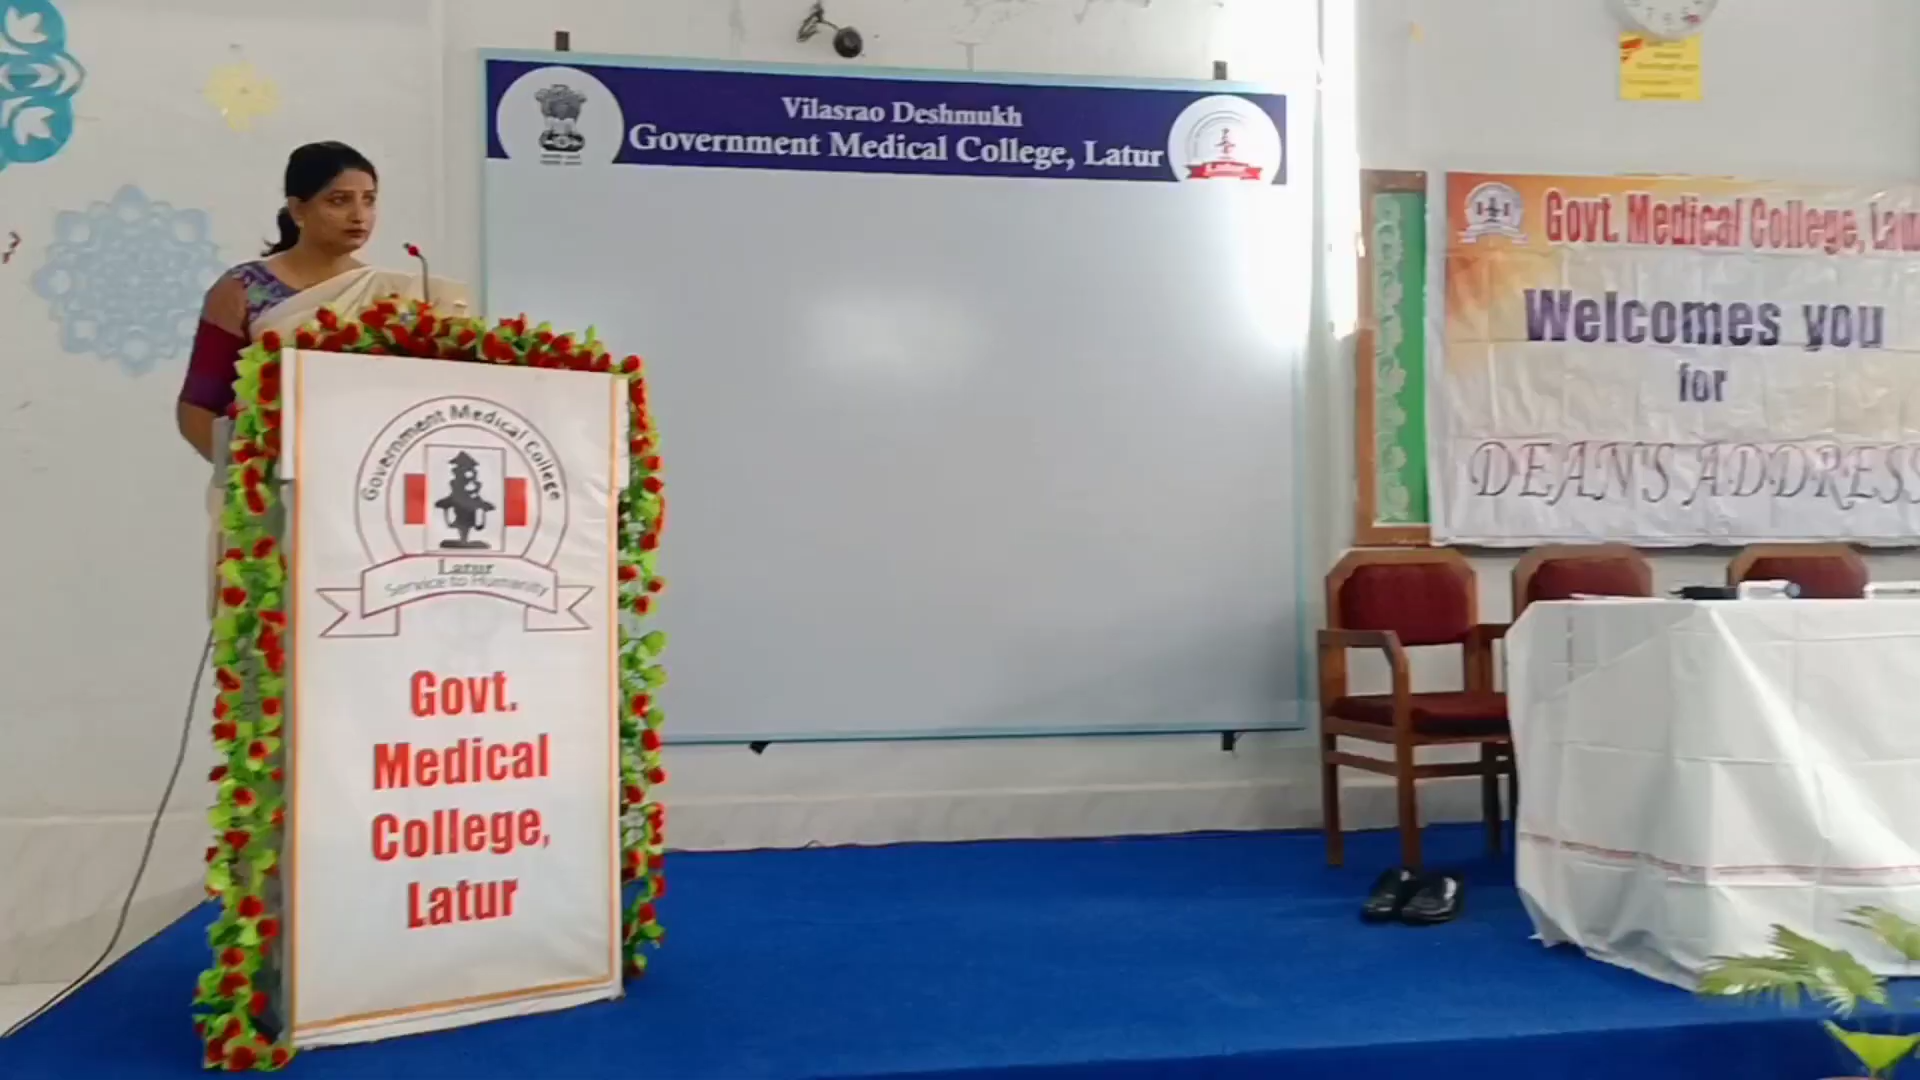 Vilasrao Deshmukh
Government Medical College, Latur
Govt. Medical College, Latu
Welcomes you
for
DEAN'S ADDRESS
Government Medical College
Latur
Service to Humanity
Govt.
Medical
College,
Latur